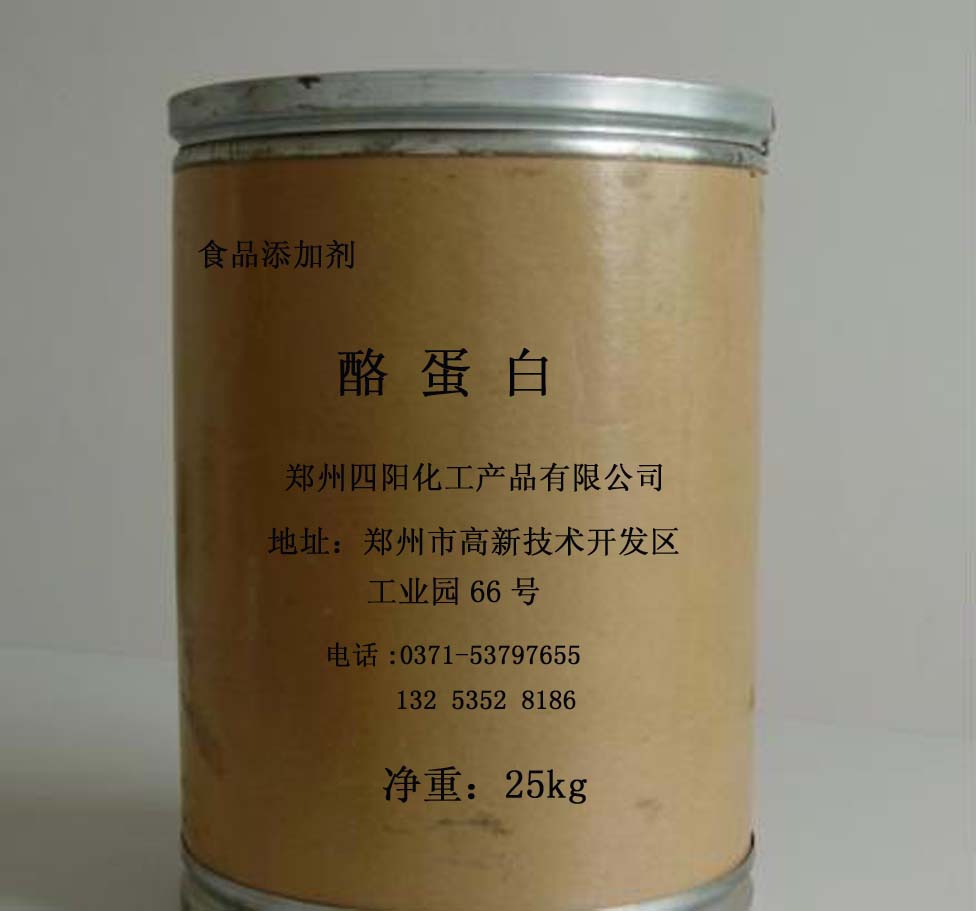 食品添加剂
酪蛋白
郑州四阳化工产品有限公司
地址：郑州市高新技术开发区
工业园66号
电话:0371-53797655
132 5352 8186
净重：25kg